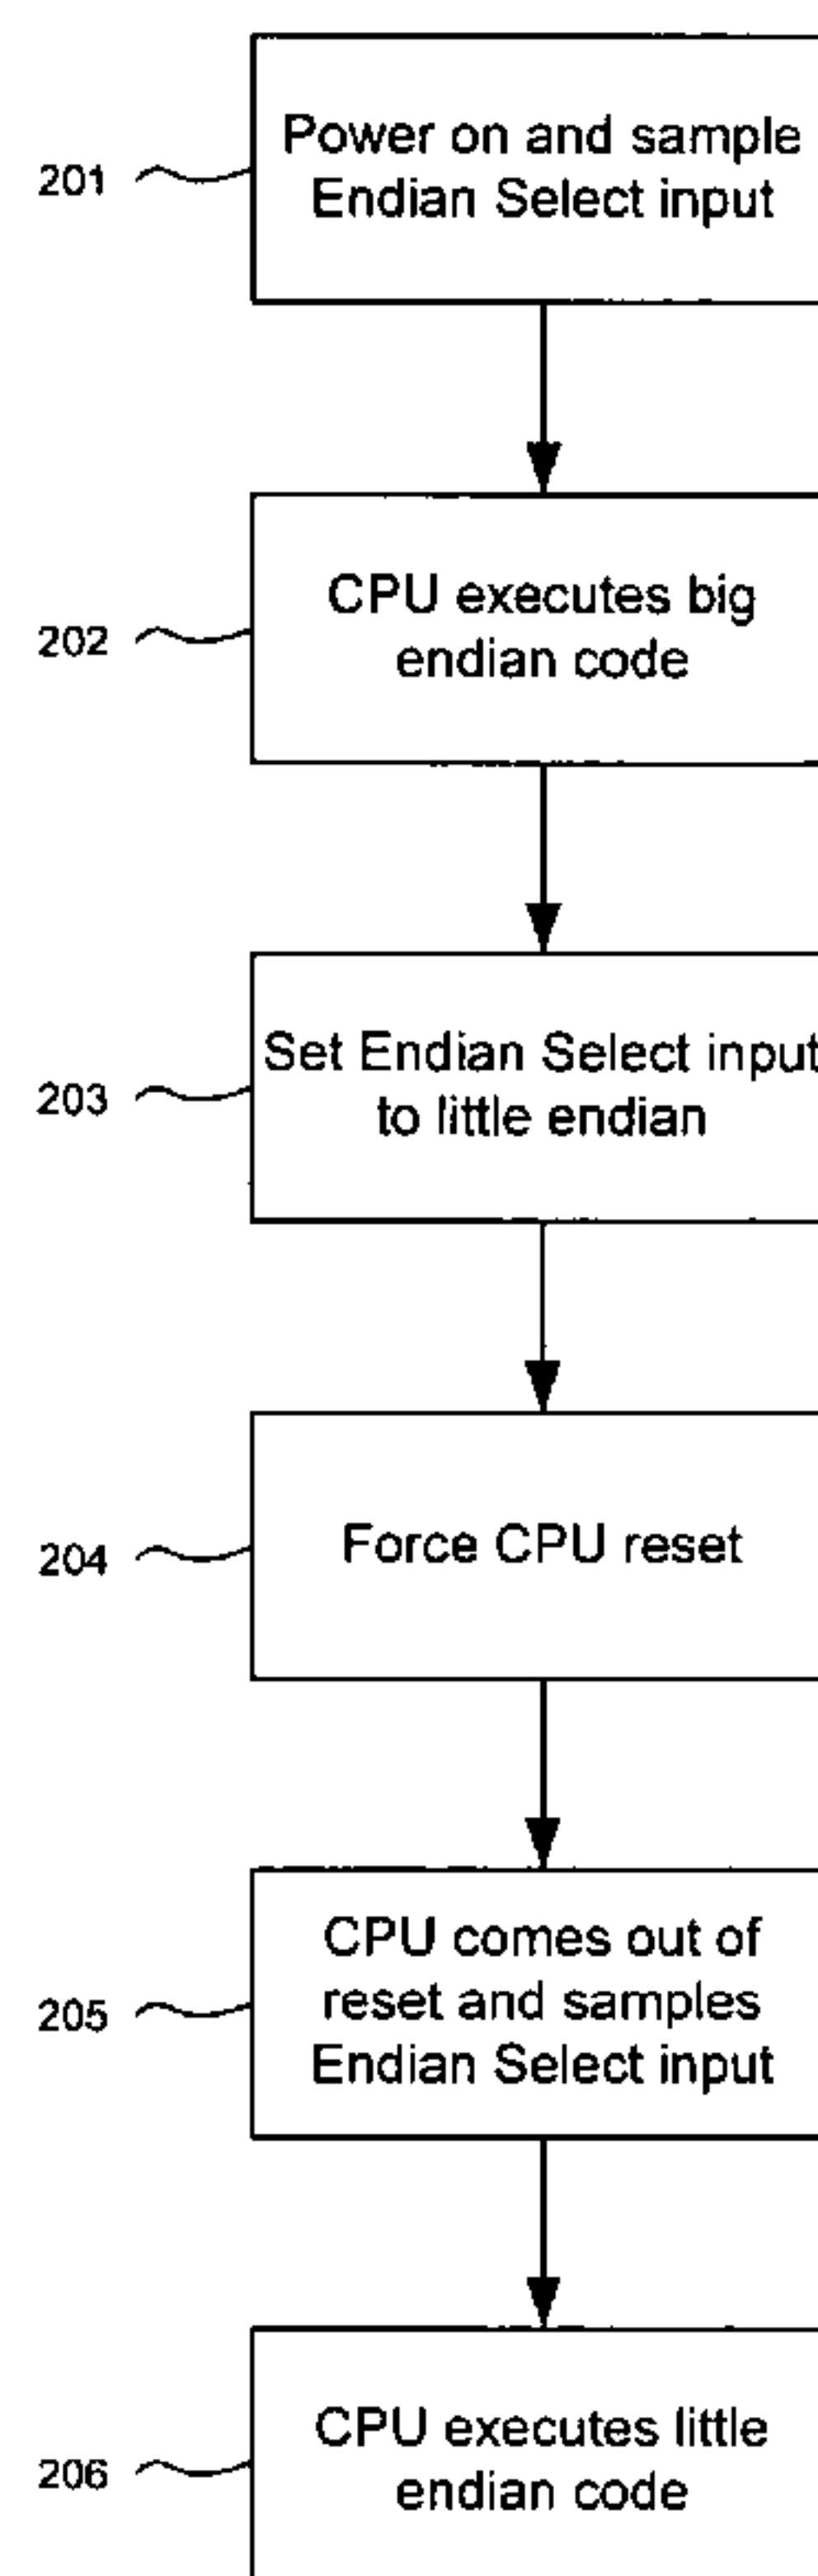 201
Power on and sample
Endian Select input
202
CPU executes big
endian code
203
Set Endian Select input
to little endian
204
Force CPU reset
205
CPU comes out of
reset and samples
Endian Select input
206
CPU executes little
endian code